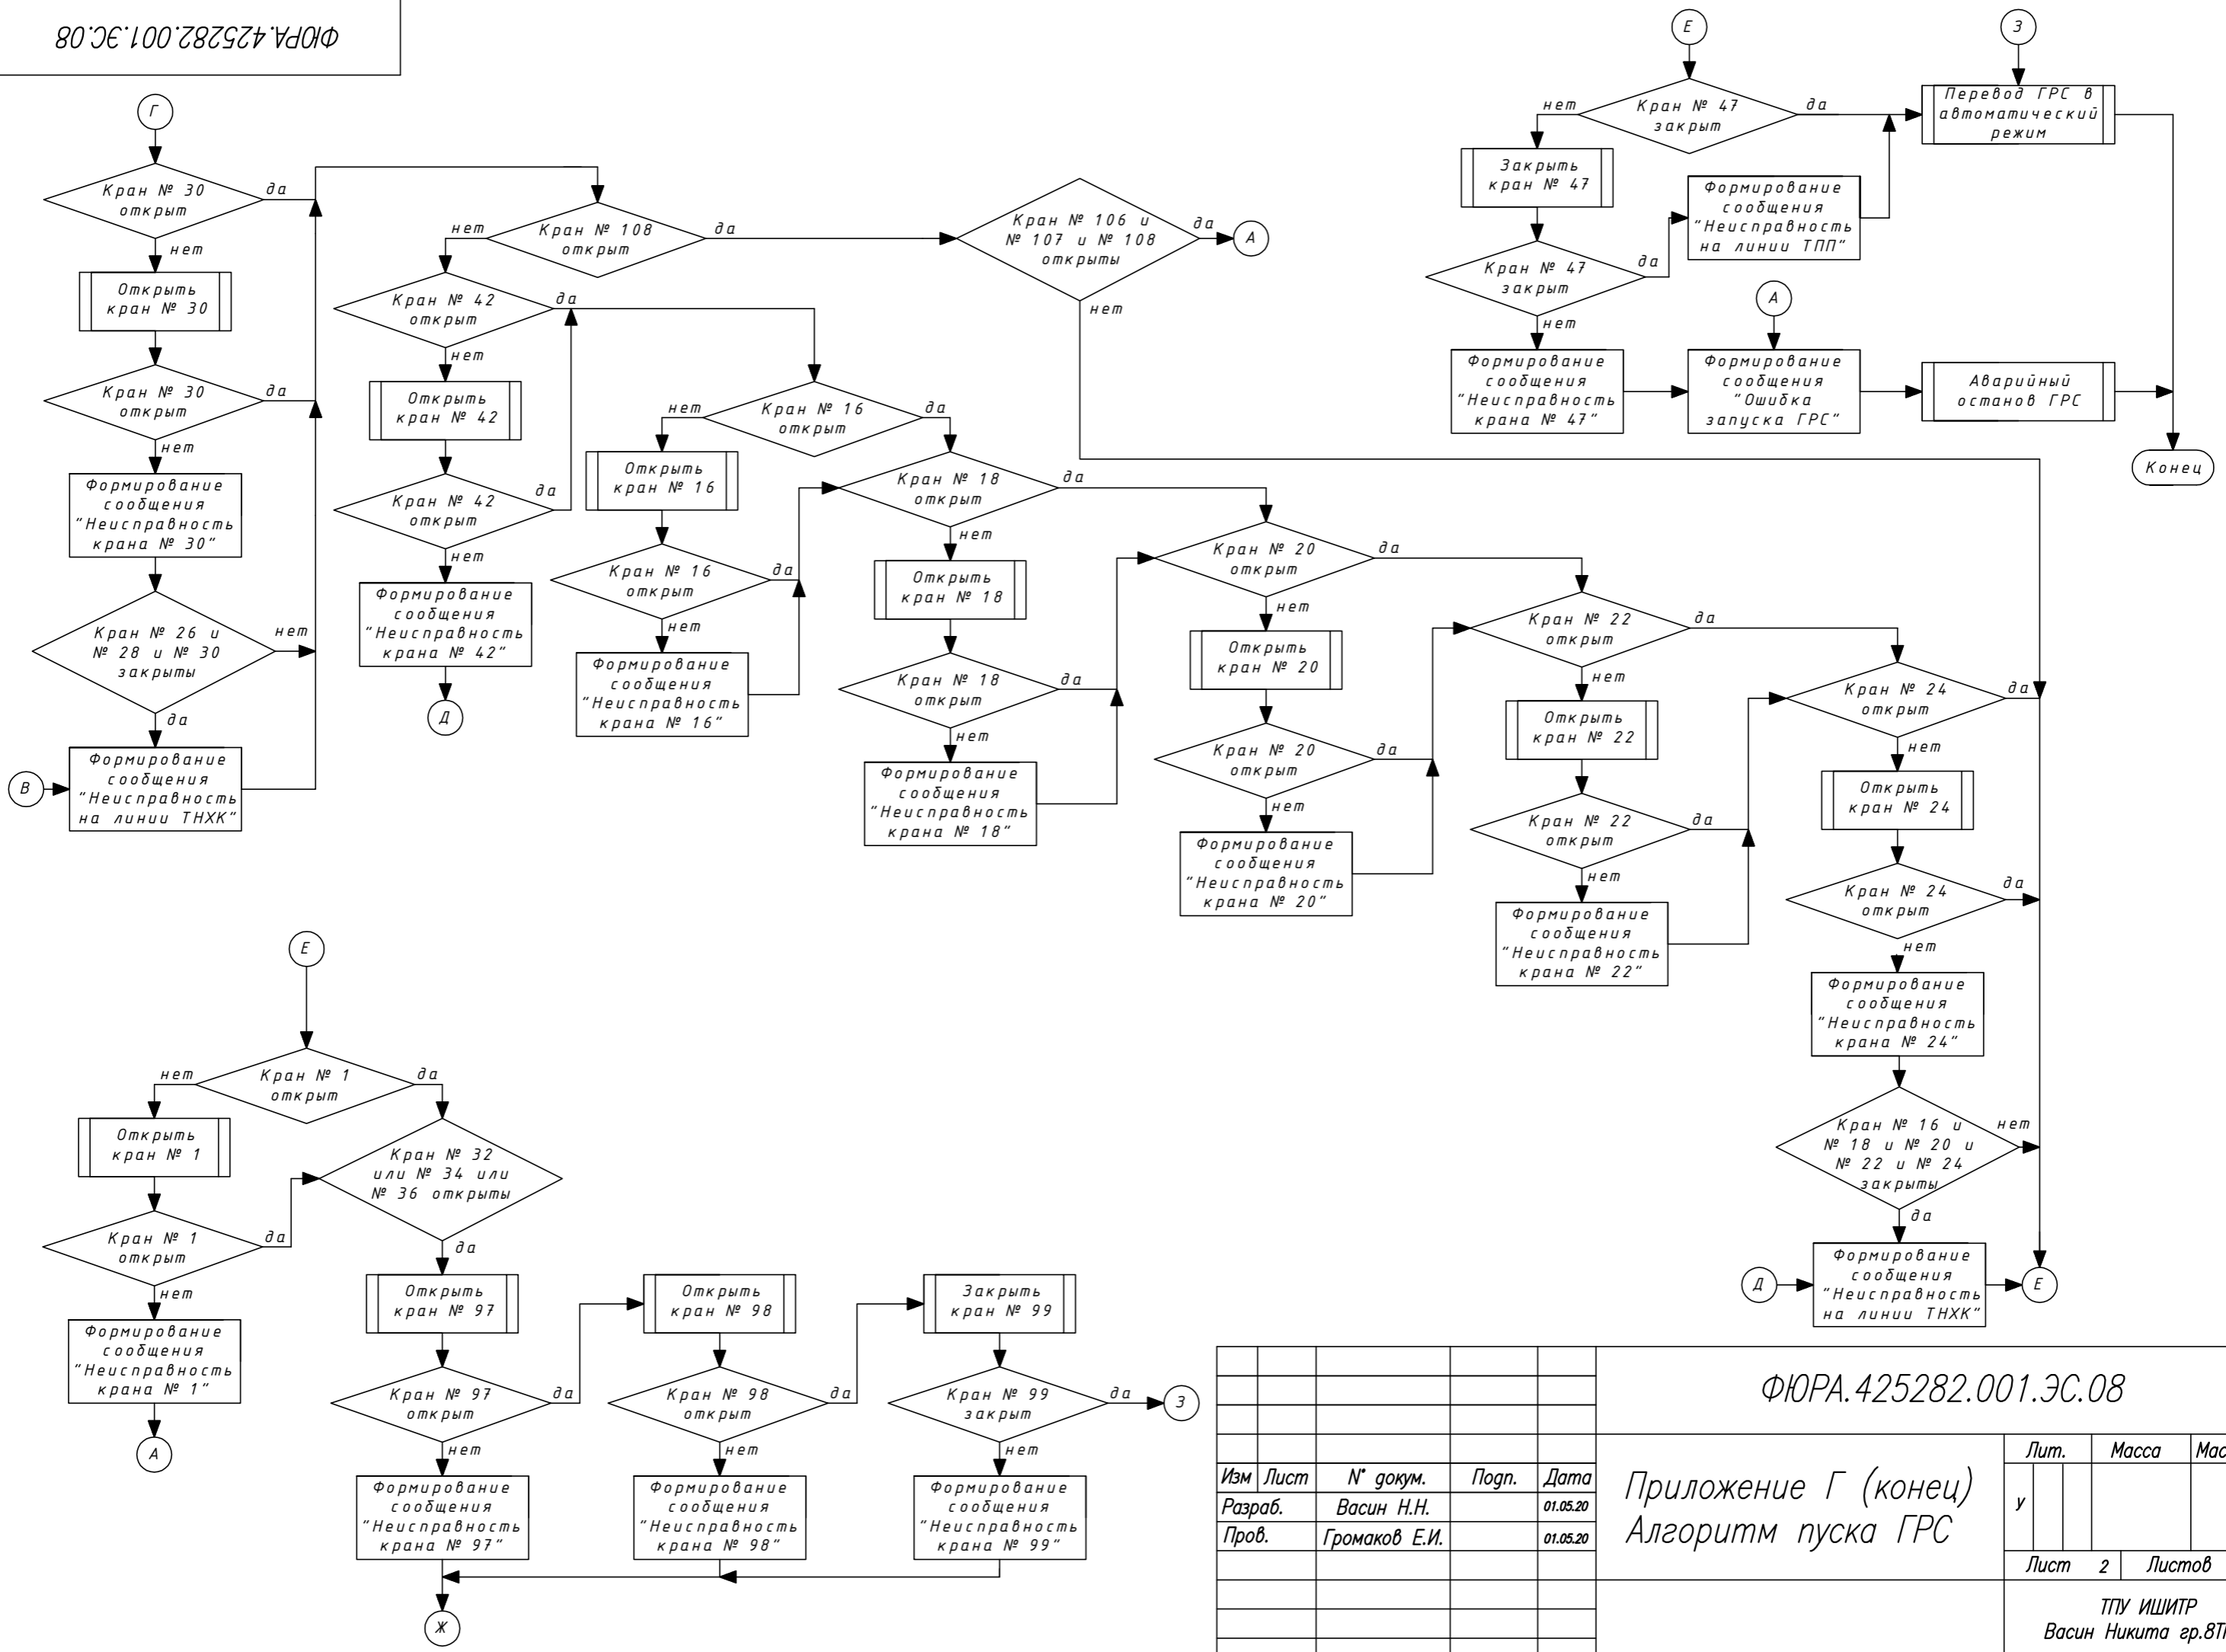 ФЮРА.425282.001.ЭС.08
Г
Кран № 30
открыт
да
нет
Открыть
кран № 30
Кран № 30
открыт
да
нет
Формирование
сообщения
"Неисправность
крана № 30"
Кран № 26 и
№ 28 и № 30
закрыты
нет
да
В
Формирование
сообщения
"Неисправность
на линии ТНХК"
Кран № 108
открыт
нет
да
Кран № 42
открыт
да
нет
Открыть
кран № 42
Кран № 42
открыт
да
нет
Формирование
сообщения
"Неисправность
крана № 42"
Д
Кран № 106 и
№ 107 и № 108
открыты
да
А
нет
Кран № 16
открыт
нет
да
Открыть
кран № 16
Кран № 16
открыт
да
нет
Формирование
сообщения
"Неисправность
крана № 16"
Кран № 18
открыт
да
нет
Открыть
кран № 18
Кран № 18
открыт
да
нет
Формирование
сообщения
"Неисправность
крана № 18"
Кран № 20
открыт
да
нет
Открыть
кран № 20
Кран № 20
открыт
да
нет
Формирование
сообщения
"Неисправность
крана № 20"
Кран № 22
открыт
да
нет
Открыть
кран № 22
Кран № 22
открыт
да
нет
Формирование
сообщения
"Неисправность
крана № 22"
Кран № 24
открыт
да
нет
Открыть
кран № 24
Кран № 24
открыт
да
нет
Формирование
сообщения
"Неисправность
крана № 24"
Кран № 16 и
№ 18 и № 20 и
№ 22 и № 24
закрыты
нет
да
Д
Формирование
сообщения
"Неисправность
на линии ТНХК"
Е
Е
Кран № 47
закрыт
нет
да
Закрыть
кран № 47
Кран № 47
закрыт
да
нет
Формирование
сообщения
"Неисправность
на линии ТПП"
Формирование
сообщения
"Неисправность
крана № 47"
А
Формирование
сообщения
"Ошибка
запуска ГРС"
З
Перевод ГРС в
автоматический
режим
Аварийный
останов ГРС
Конец
Е
Кран № 1
открыт
нет
да
Открыть
кран № 1
Кран № 1
открыт
да
нет
Формирование
сообщения
"Неисправность
крана № 1"
А
Кран № 32
или № 34 или
№ 36 открыты
да
Открыть
кран № 97
Кран № 97
открыт
да
нет
Формирование
сообщения
"Неисправность
крана № 97"
Ж
Открыть
кран № 98
Кран № 98
открыт
да
нет
Формирование
сообщения
"Неисправность
крана № 98"
Закрыть
кран № 99
Кран № 99
закрыт
да
З
нет
Формирование
сообщения
"Неисправность
крана № 99"
ФЮРА.425282.001.ЭС.08
Изм Лист N° докум. Подп. Дата
Разраб. Васин Н.Н. 01.05.20
Пров. Громаков Е.И. 01.05.20
Приложение Г (конец)
Алгоритм пуска ГРС
Лит. Масса
У
Лист 2 Листов
ТПУ ИШИТР
Васин Никита